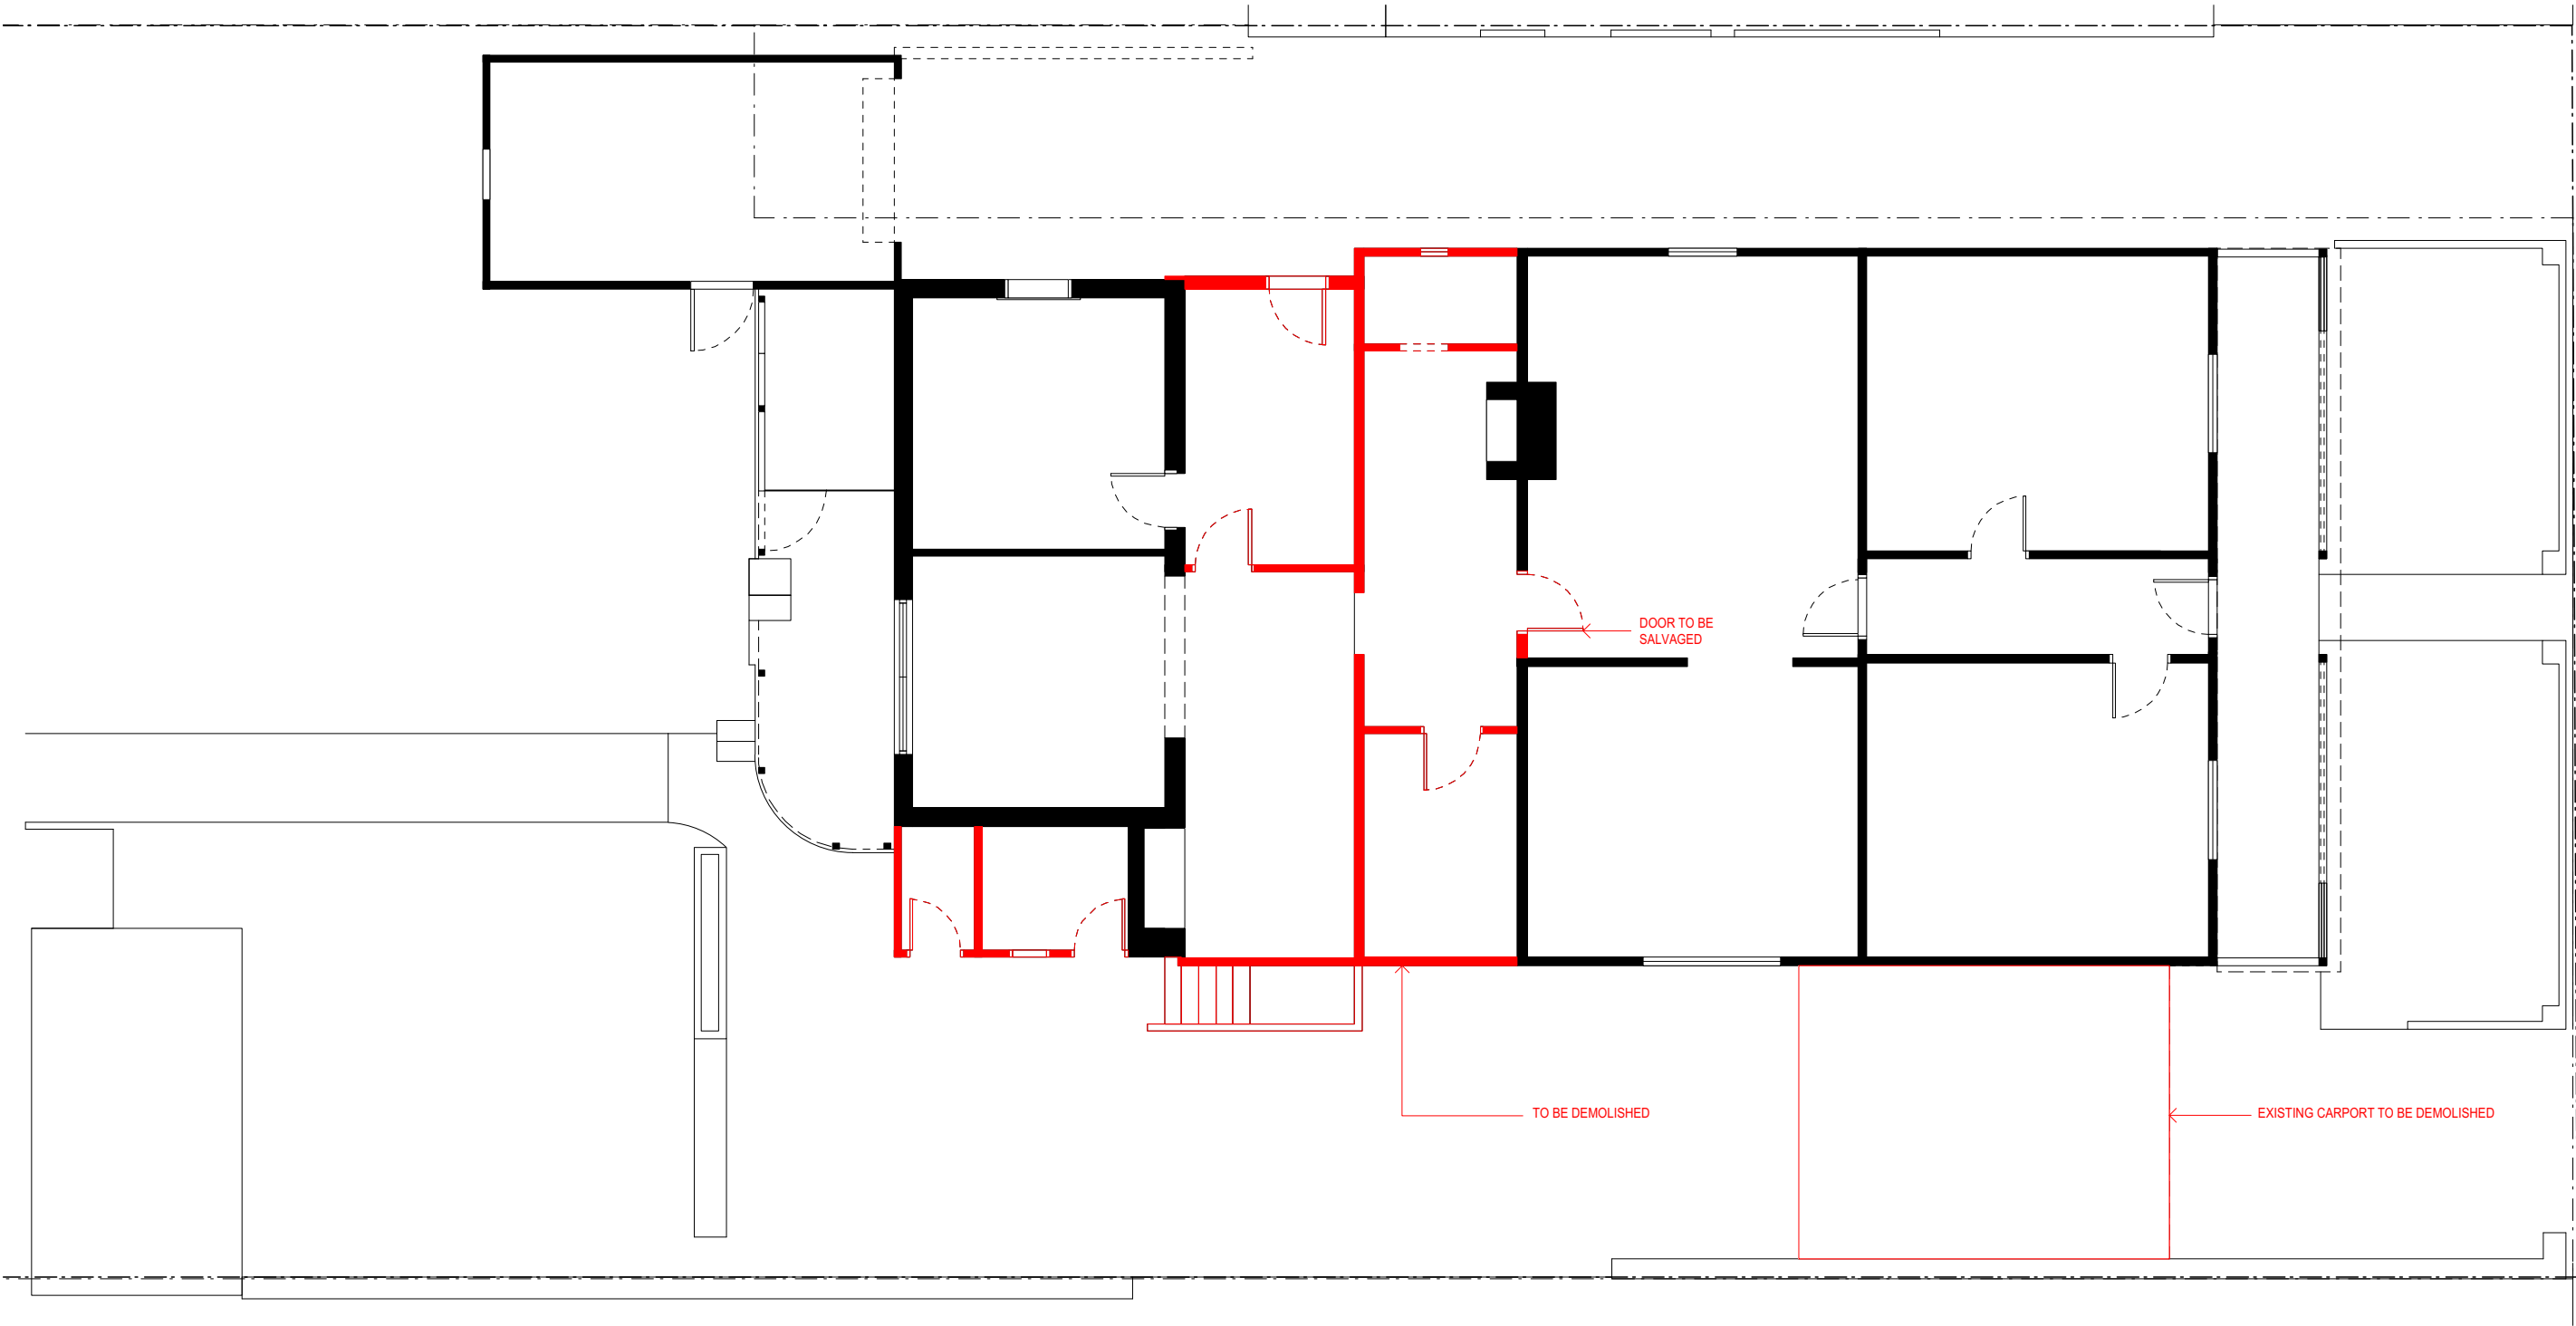 DOOR TO BE
SALVAGED
TO BE DEMOLISHED
EXISTING CARPORT TO BE DEMOLISHED